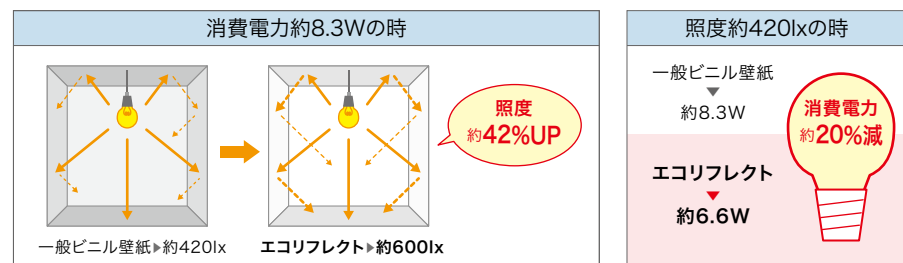 消費電力約8.3Wの時
照度
約42%UP
一般ビニル壁紙▶約420lx
エコリフレクト▶約600lx
照度約420lxの時
一般ビニル壁紙
▼
約8.3W
エコリフレクト
▼
約6.6W
消費電力
約20%減